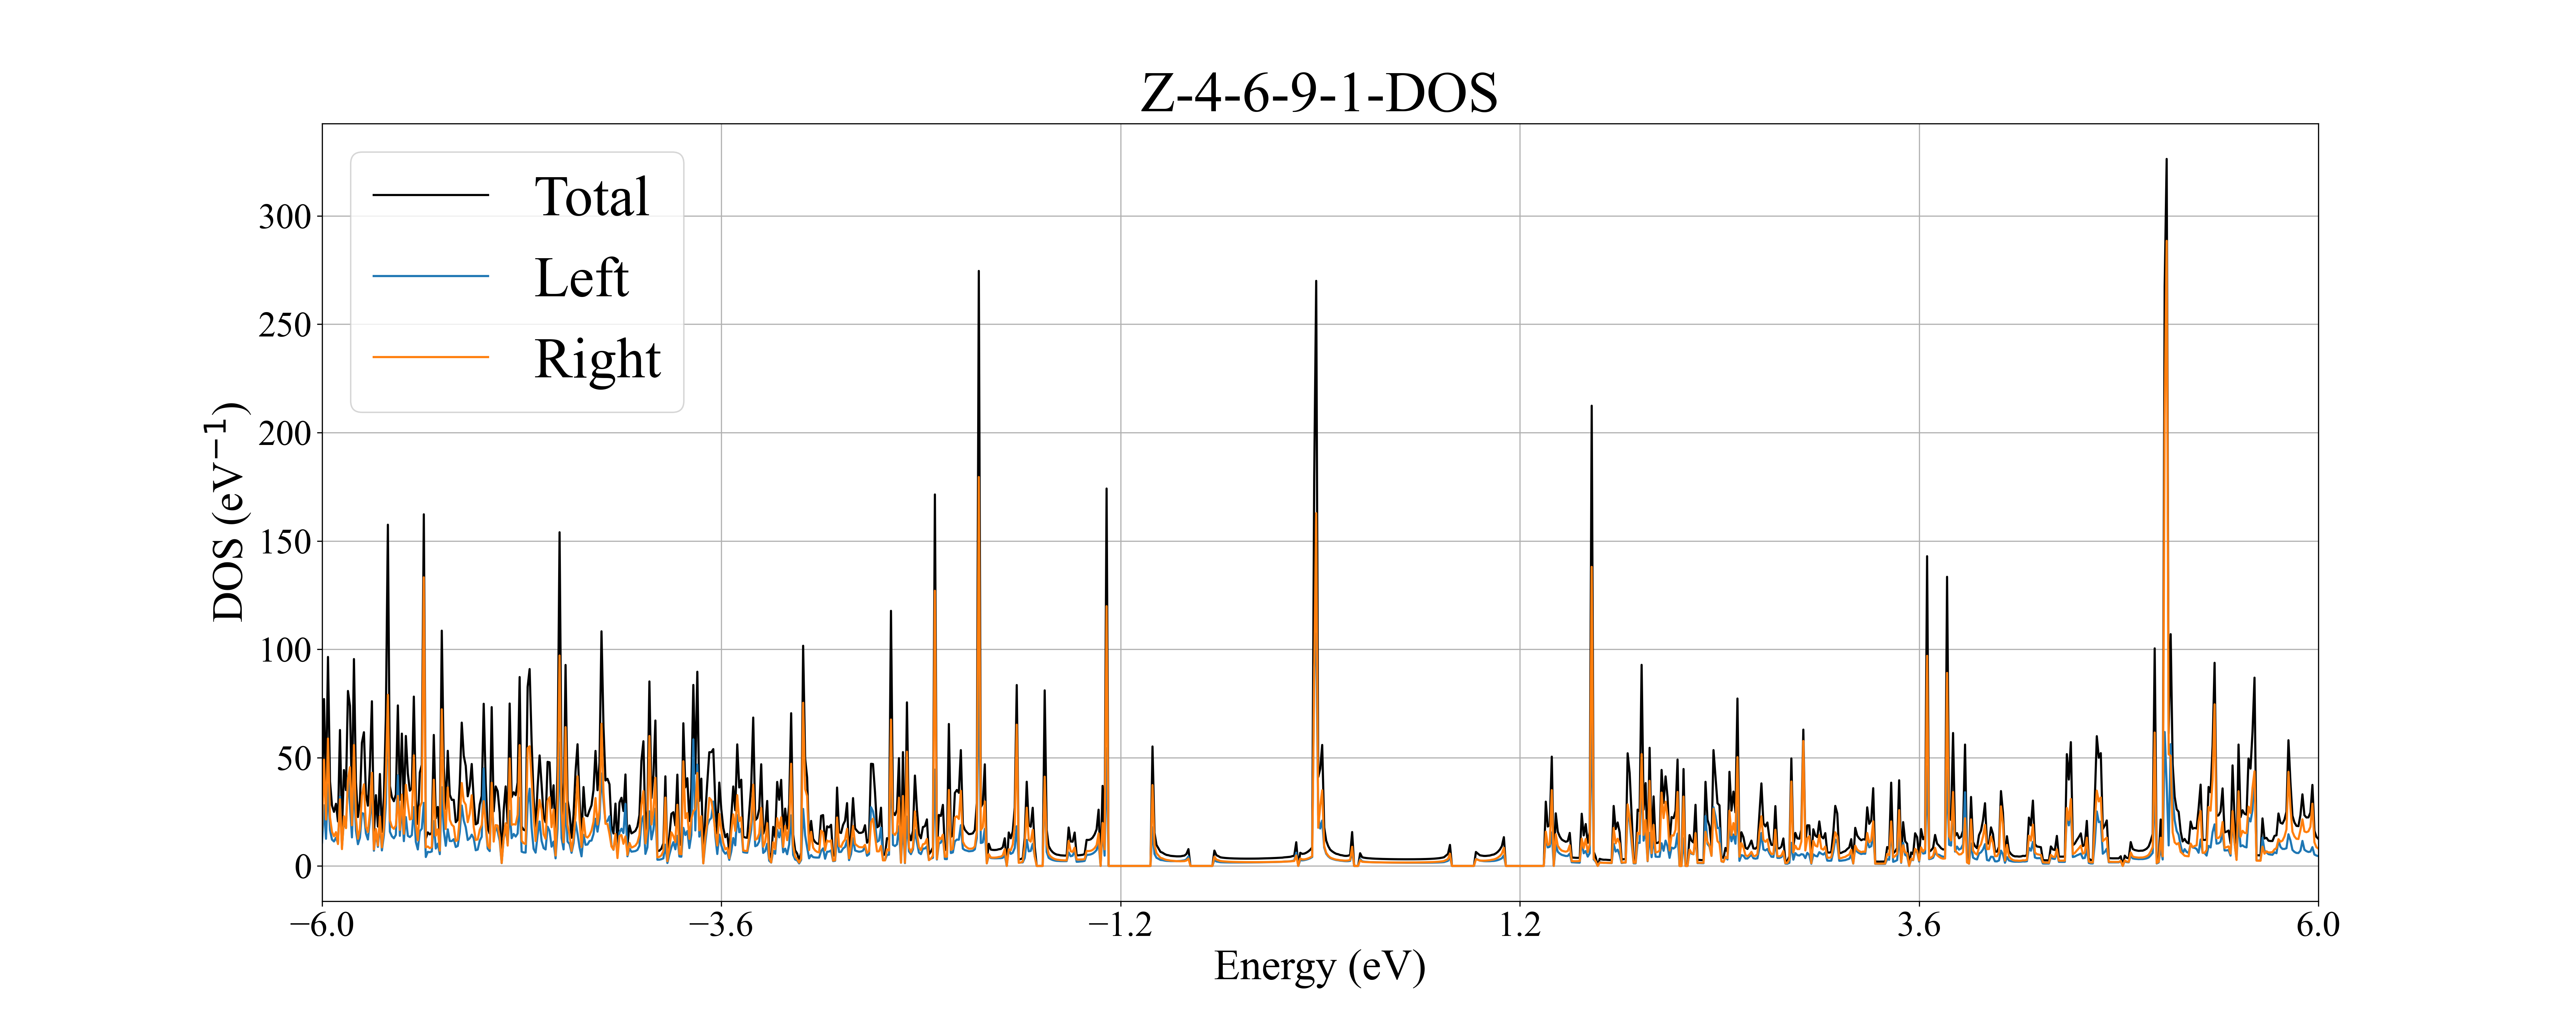 Z-4-6-9-1-DOS
Total
Left
Right
DOS (eV⁻¹)
300
250
200
150
100
50
0
−6.0
−3.6
−1.2
1.2
3.6
6.0
Energy (eV)